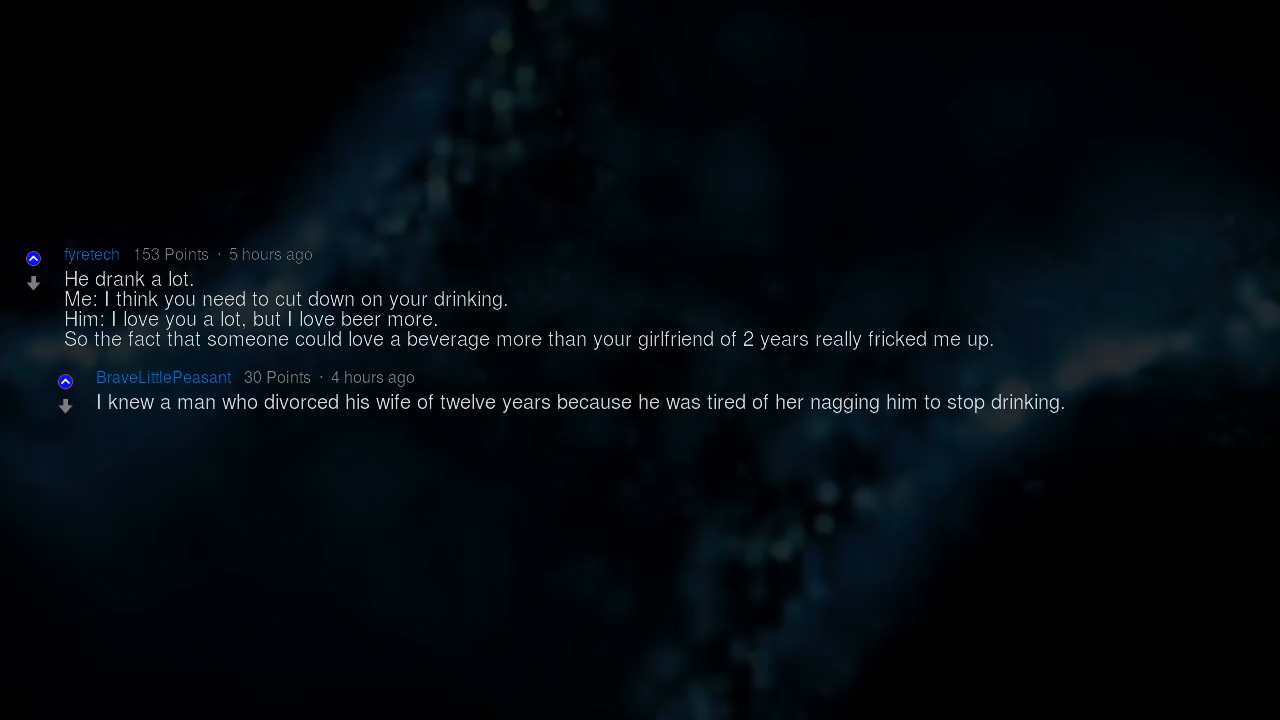 fyretech 153 Points · 5 hours ago
He drank a lot.
Me: I think you need to cut down on your drinking.
Him: I love you a lot, but I love beer more.
So the fact that someone could love a beverage more than your girlfriend of 2 years really fricked me up.
BraveLittlePeasant 30 Points · 4 hours ago
I knew a man who divorced his wife of twelve years because he was tired of her nagging him to stop drinking.